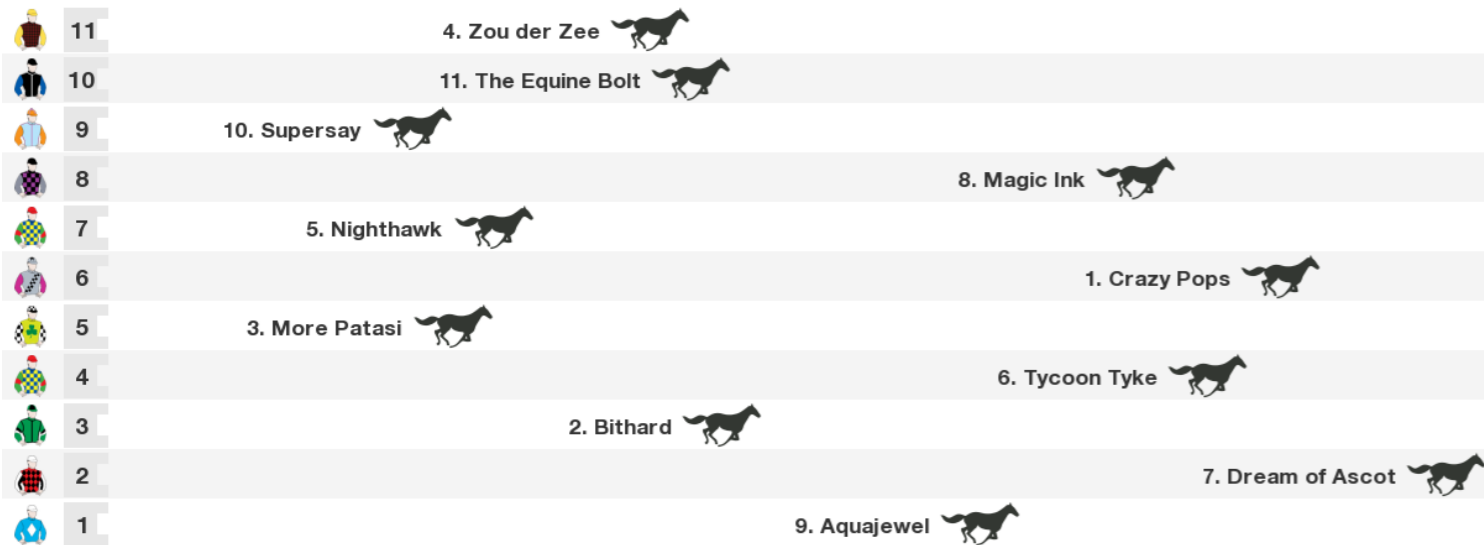 11 4. Zou der Zee
10 11. The Equine Bolt
9 10. Supersay
8 8. Magic Ink
7 5. Nighthawk
6 1. Crazy Pops
5 3. More Patasi
4 6. Tycoon Tyke
3 2. Bithard
2 7. Dream of Ascot
1 9. Aquajewel